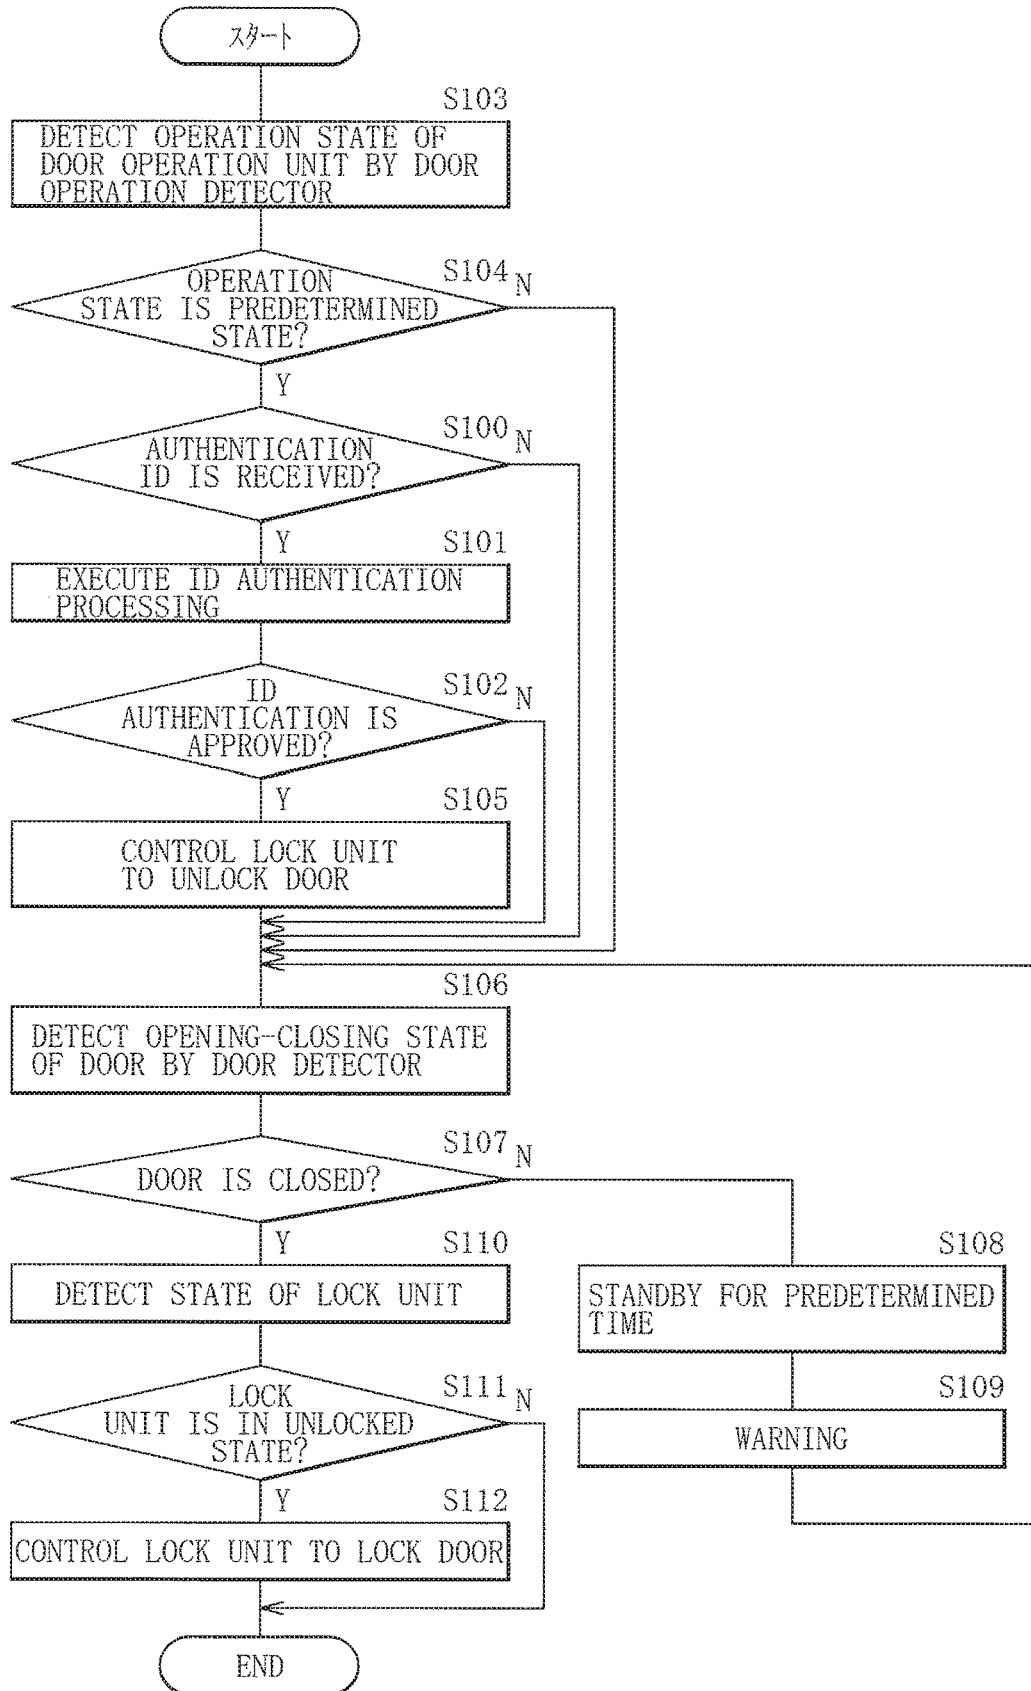 スタート
S103
DETECT OPERATION STATE OF
DOOR OPERATION UNIT BY DOOR
OPERATION DETECTOR
S104
N
OPERATION
STATE IS PREDETERMINED
STATE?
Y
S100
N
AUTHENTICATION
ID IS RECEIVED?
Y
S101
EXECUTE ID AUTHENTICATION
PROCESSING
S102
N
ID
AUTHENTICATION IS
APPROVED?
Y
S105
CONTROL LOCK UNIT
TO UNLOCK DOOR
S106
DETECT OPENING-CLOSING STATE
OF DOOR BY DOOR DETECTOR
S107
N
DOOR IS CLOSED?
Y
S110
DETECT STATE OF LOCK UNIT
S108
STANDBY FOR PREDETERMINED
TIME
S111
N
LOCK
UNIT IS IN UNLOCKED
STATE?
Y
S109
WARNING
S112
CONTROL LOCK UNIT TO LOCK DOOR
END